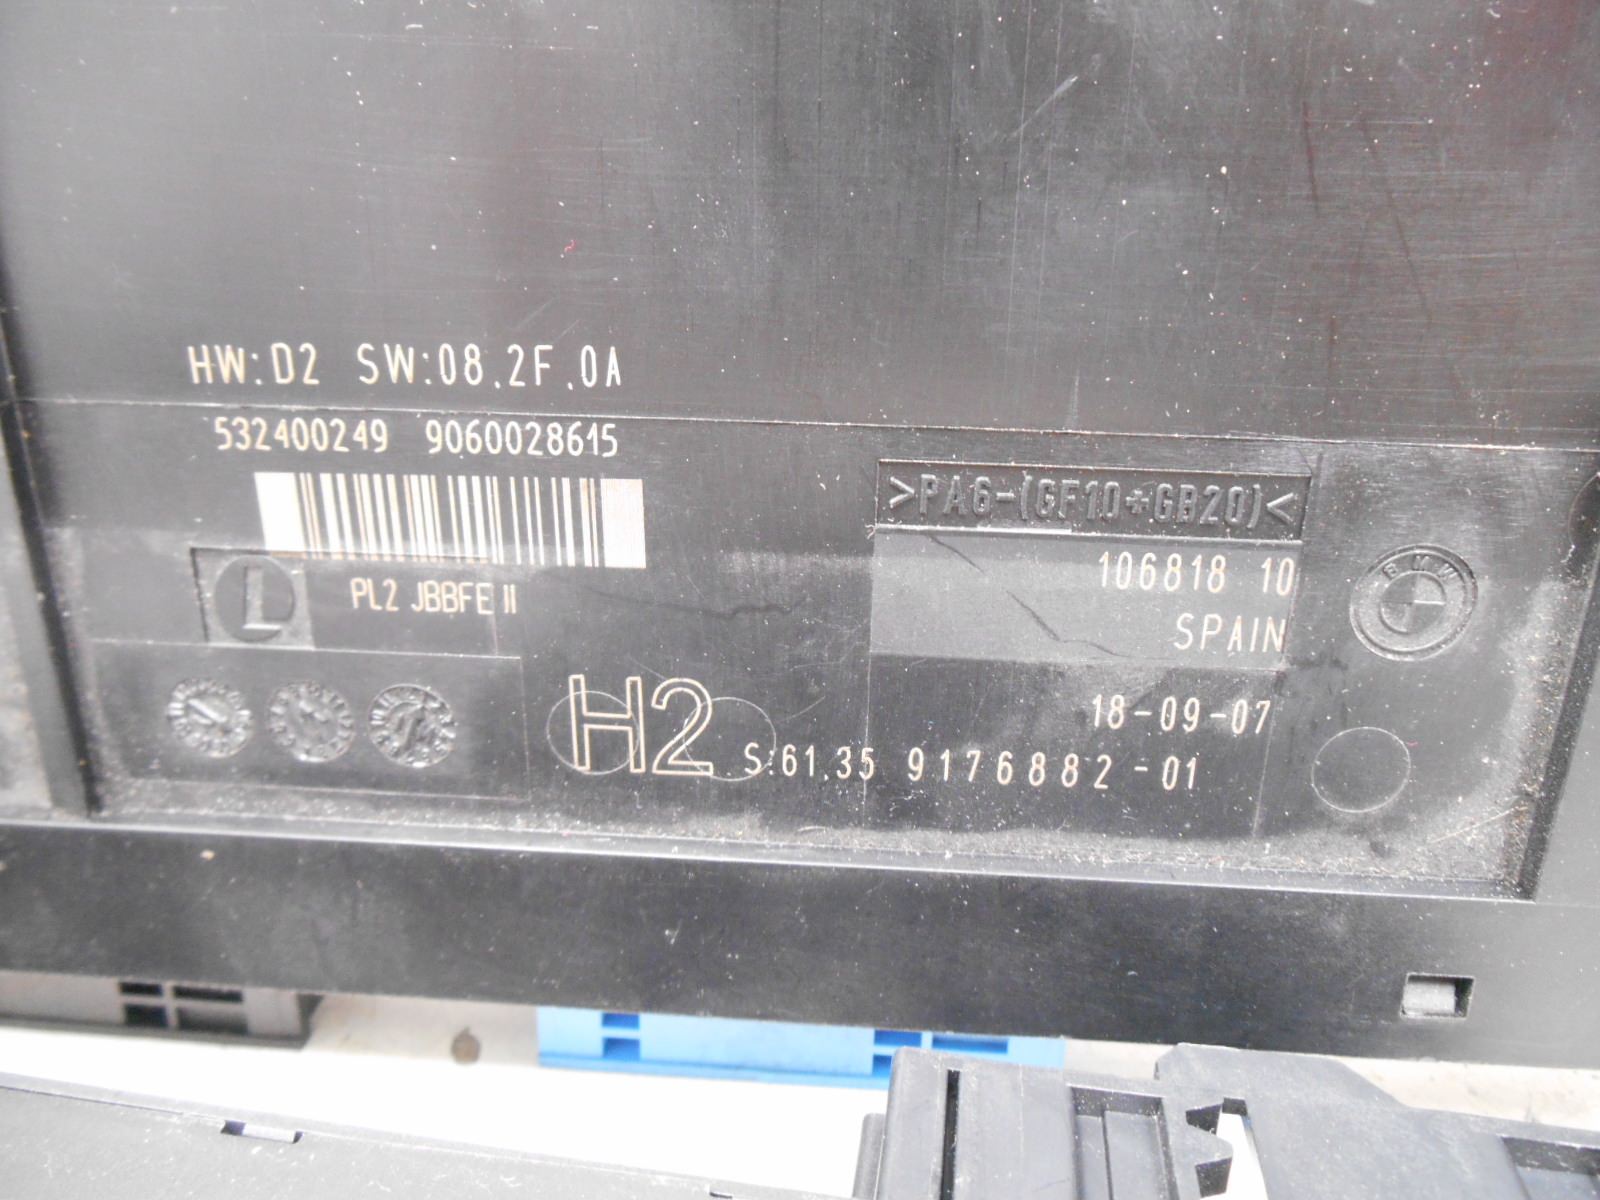 HW:D2 SW:08.2F.0A
532400249 9060028615
>PA6-(GF10+GB20)<
106818 10
BMW
L
PL2 JBBFE II
SPAIN
18-09-07
H2
S:61.35 9176882-01